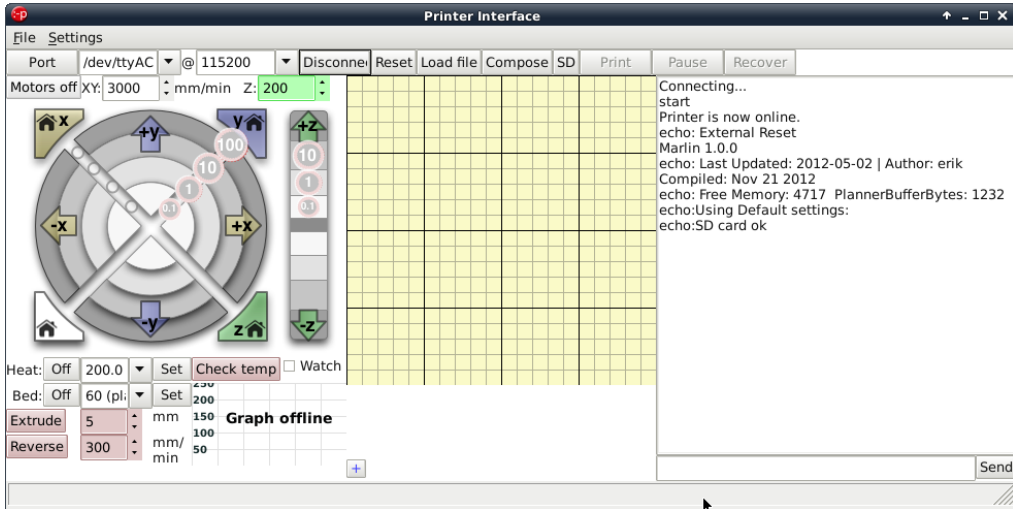 Printer Interface
File Settings
Port /dev/ttyAC @ 115200 Disconne Reset Load file Compose SD Print Pause Recover
Motors off XY: 3000 mm/min Z: 200
x +y y +z
100 10
10 1
1 0.1
0.1
-x +x
-y z -z
Heat: Off 200.0 Set Check temp Watch
Bed: Off 60 (pla Set
Extrude 5 mm
Reverse 300 mm/
min
250
200
150 Graph offline
100
50
+
Connecting...
start
Printer is now online.
echo: External Reset
Marlin 1.0.0
echo: Last Updated: 2012-05-02 | Author: erik
Compiled: Nov 21 2012
echo: Free Memory: 4717 PlannerBufferBytes: 1232
echo:Using Default settings:
echo:SD card ok
Send